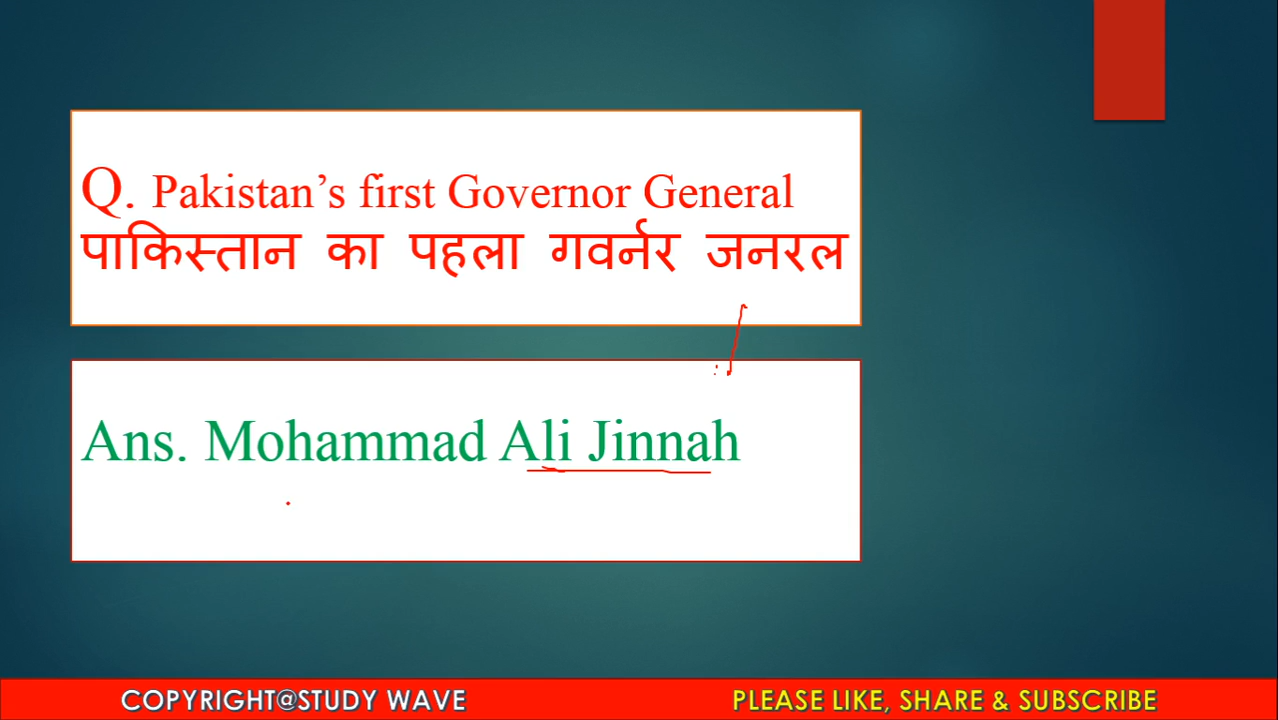 Q. Pakistan’s first Governor General
पाकिस्तान का पहला गवर्नर जनरल
Ans. Mohammad Ali Jinnah
COPYRIGHT@STUDY WAVE
PLEASE LIKE, SHARE & SUBSCRIBE